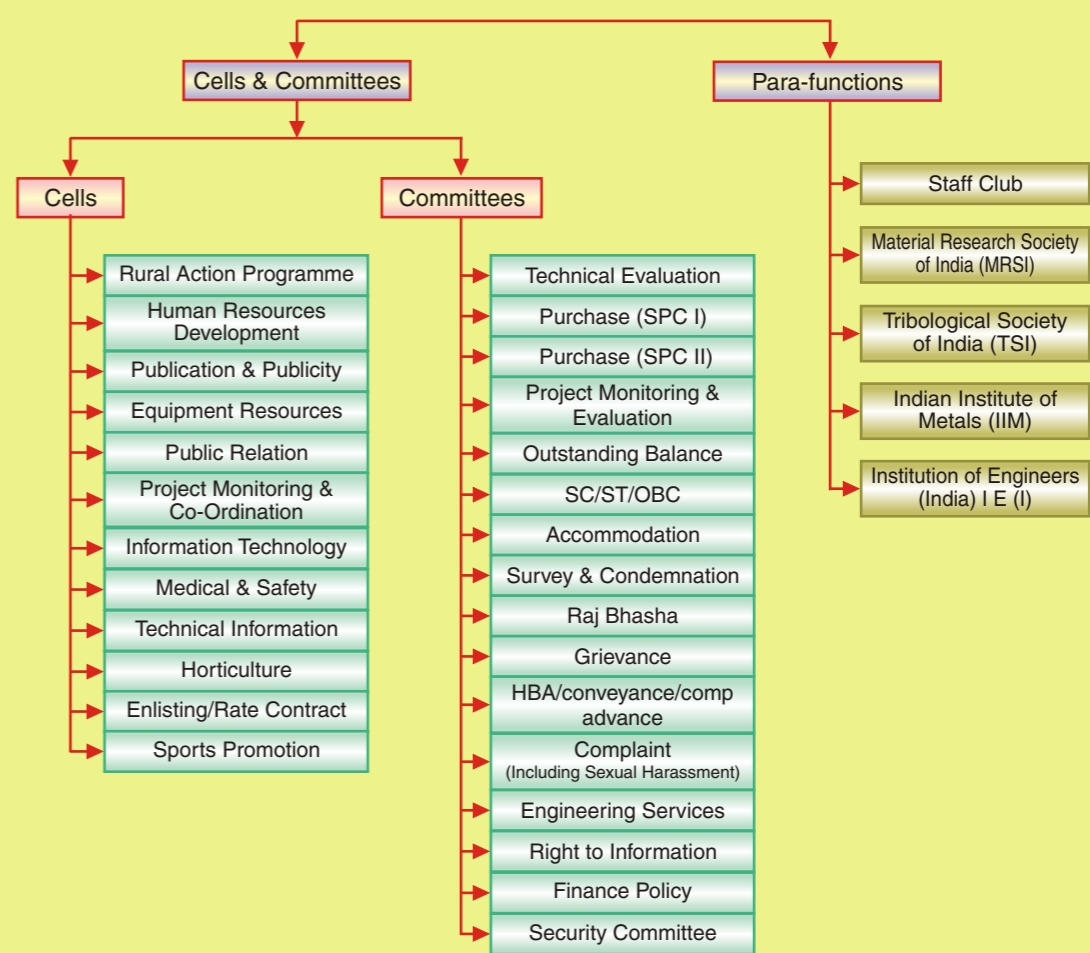 Cells & Committees
Para-functions
Cells
Committees
Rural Action Programme
Human Resources
Development
Publication & Publicity
Equipment Resources
Public Relation
Project Monitoring &
Co-Ordination
Information Technology
Medical & Safety
Technical Information
Horticulture
Enlisting/Rate Contract
Sports Promotion
Technical Evaluation
Purchase (SPC I)
Purchase (SPC II)
Project Monitoring &
Evaluation
Outstanding Balance
SC/ST/OBC
Accommodation
Survey & Condemnation
Raj Bhasha
Grievance
HBA/conveyance/comp
advance
Complaint
(Including Sexual Harassment)
Engineering Services
Right to Information
Finance Policy
Security Committee
Staff Club
Material Research Society
of India (MRSI)
Tribological Society
of India (TSI)
Indian Institute of
Metals (IIM)
Institution of Engineers
(India) I E (I)